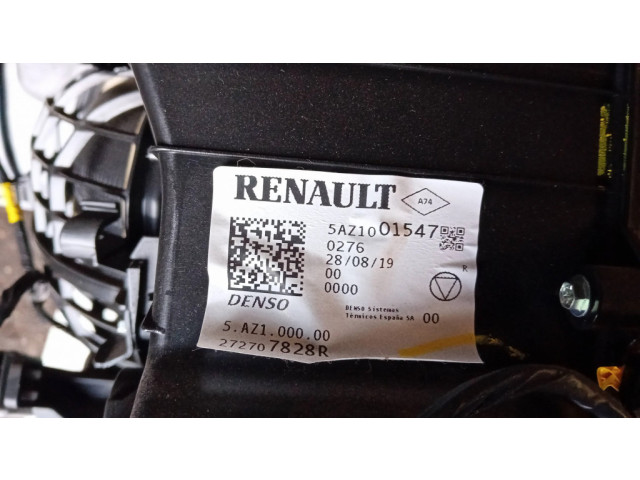 RENAULT A74
5AZ1001547
0276
28/08/19
00
0000
R
DENSO
DENSO Sistemas
Térmicos España SA 00
5.AZ1.000.00
272707828R